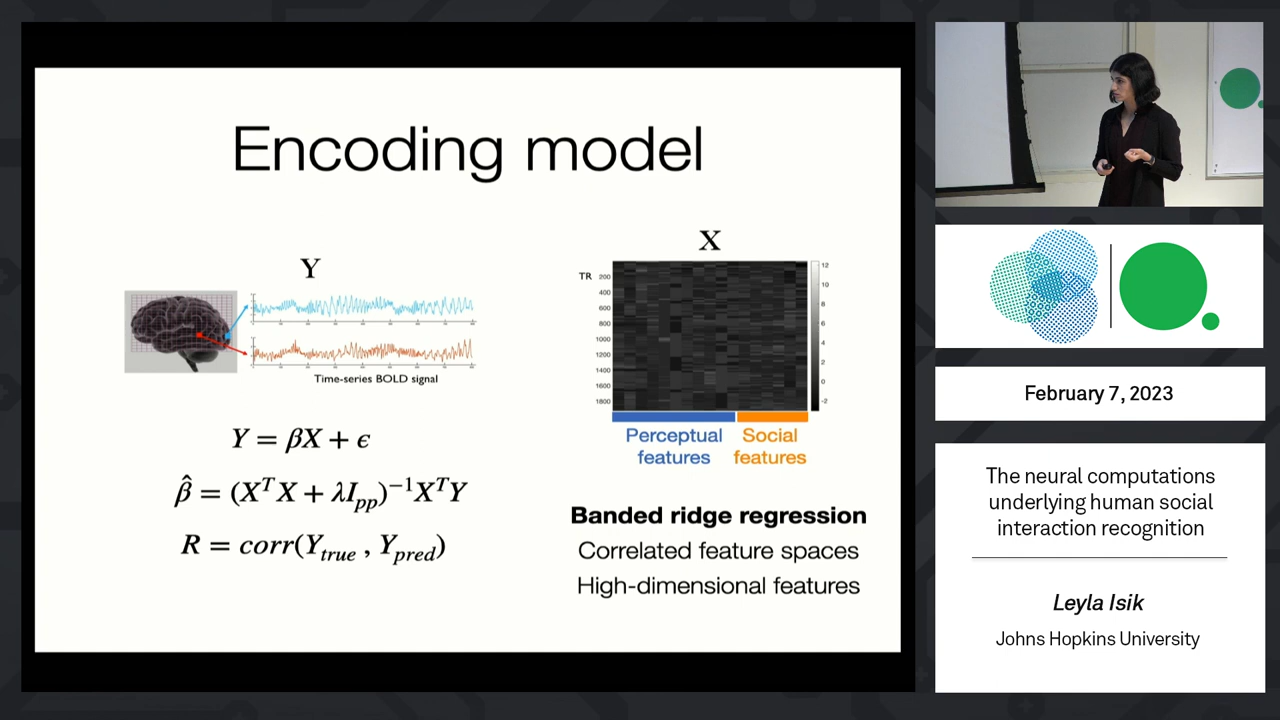 Encoding model
Y
Time-series BOLD signal
Y = βX + ϵ
β̂ = (XᵀX + λIₚₚ)⁻¹XᵀY
R = corr(Y_true , Y_pred)
X
TR
200
400
600
800
1000
1200
1400
1600
1800
12
10
8
6
4
2
0
-2
Perceptual
features
Social
features
Banded ridge regression
Correlated feature spaces
High-dimensional features
February 7, 2023
The neural computations
underlying human social
interaction recognition
Leyla Isik
Johns Hopkins University